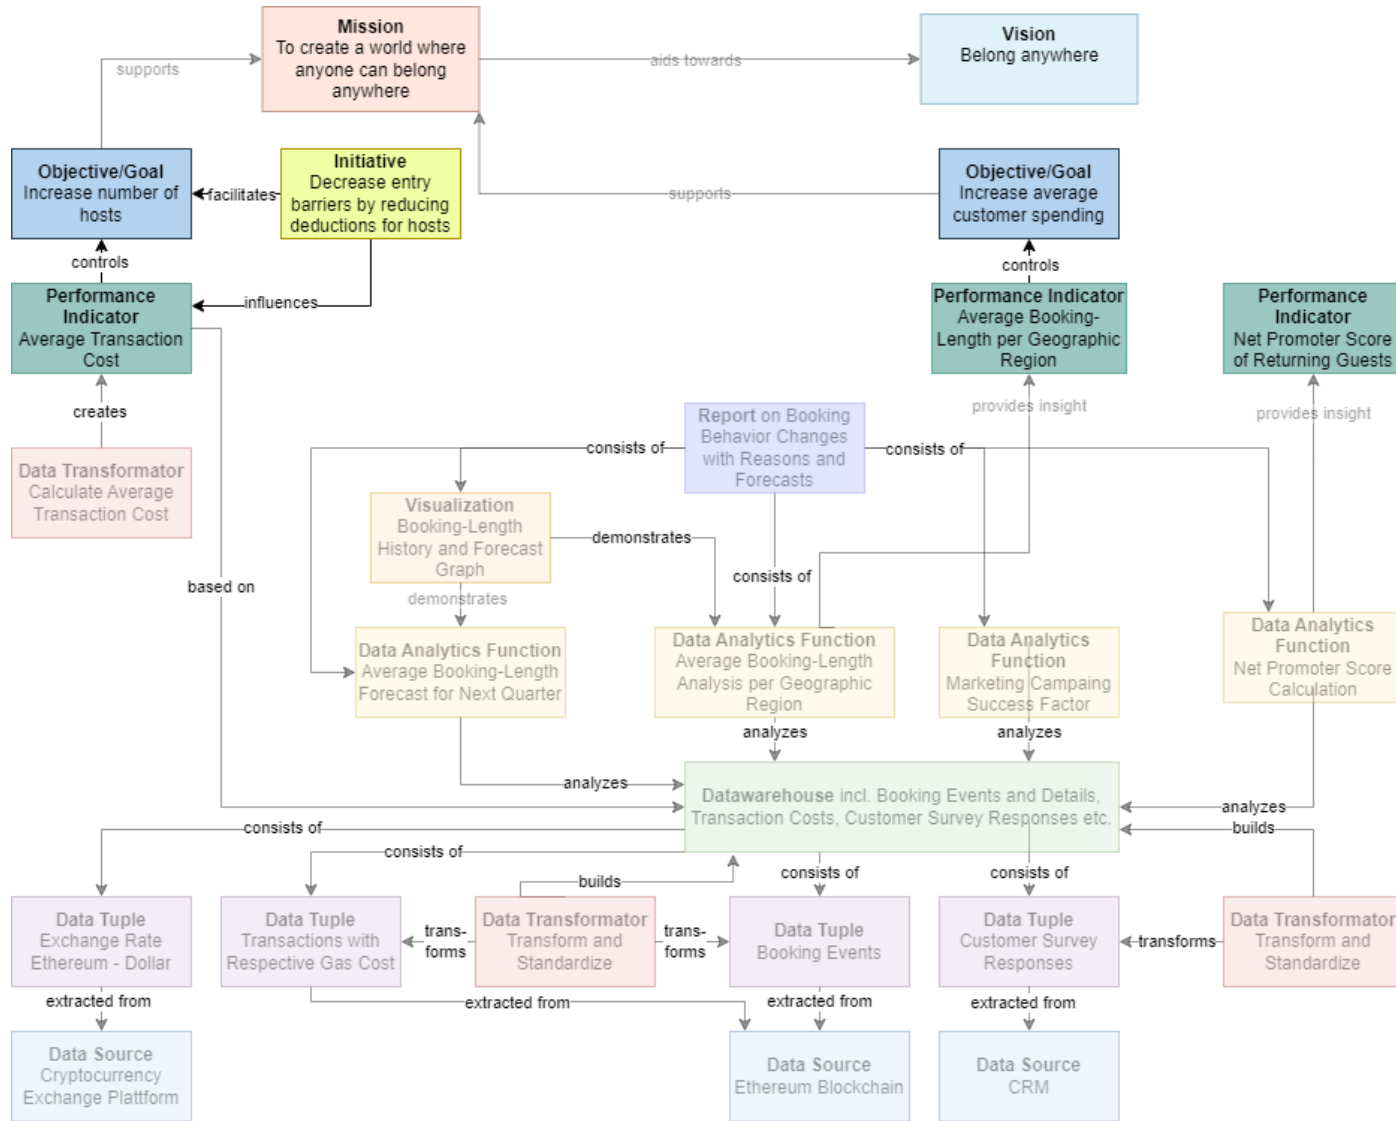 Mission
To create a world where
anyone can belong
anywhere
Vision
Belong anywhere
supports
aids towards
Objective/Goal
Increase number of
hosts
facilitates
Initiative
Decrease entry
barriers by reducing
deductions for hosts
supports
Objective/Goal
Increase average
customer spending
controls
influences
controls
Performance
Indicator
Average Transaction
Cost
Performance Indicator
Average Booking-
Length per Geographic
Region
Performance
Indicator
Net Promoter Score
of Returning Guests
creates
provides insight
provides insight
Report on Booking
Behavior Changes
with Reasons and
Forecasts
consists of
consists of
Data Transformator
Calculate Average
Transaction Cost
Visualization
Booking-Length
History and Forecast
Graph
demonstrates
consists of
based on
demonstrates
Data Analytics Function
Average Booking-Length
Forecast for Next Quarter
Data Analytics Function
Average Booking-Length
Analysis per Geographic
Region
Data Analytics
Function
Marketing Campaing
Success Factor
Data Analytics
Function
Net Promoter Score
Calculation
analyzes
analyzes
analyzes
analyzes
Datawarehouse incl. Booking Events and Details,
Transaction Costs, Customer Survey Responses etc.
consists of
consists of
builds
consists of
consists of
builds
Data Tuple
Exchange Rate
Ethereum - Dollar
Data Tuple
Transactions with
Respective Gas Cost
trans-
forms
Data Transformator
Transform and
Standardize
trans-
forms
Data Tuple
Booking Events
Data Tuple
Customer Survey
Responses
transforms
Data Transformator
Transform and
Standardize
extracted from
extracted from
extracted from
extracted from
Data Source
Cryptocurrency
Exchange Plattform
Data Source
Ethereum Blockchain
Data Source
CRM